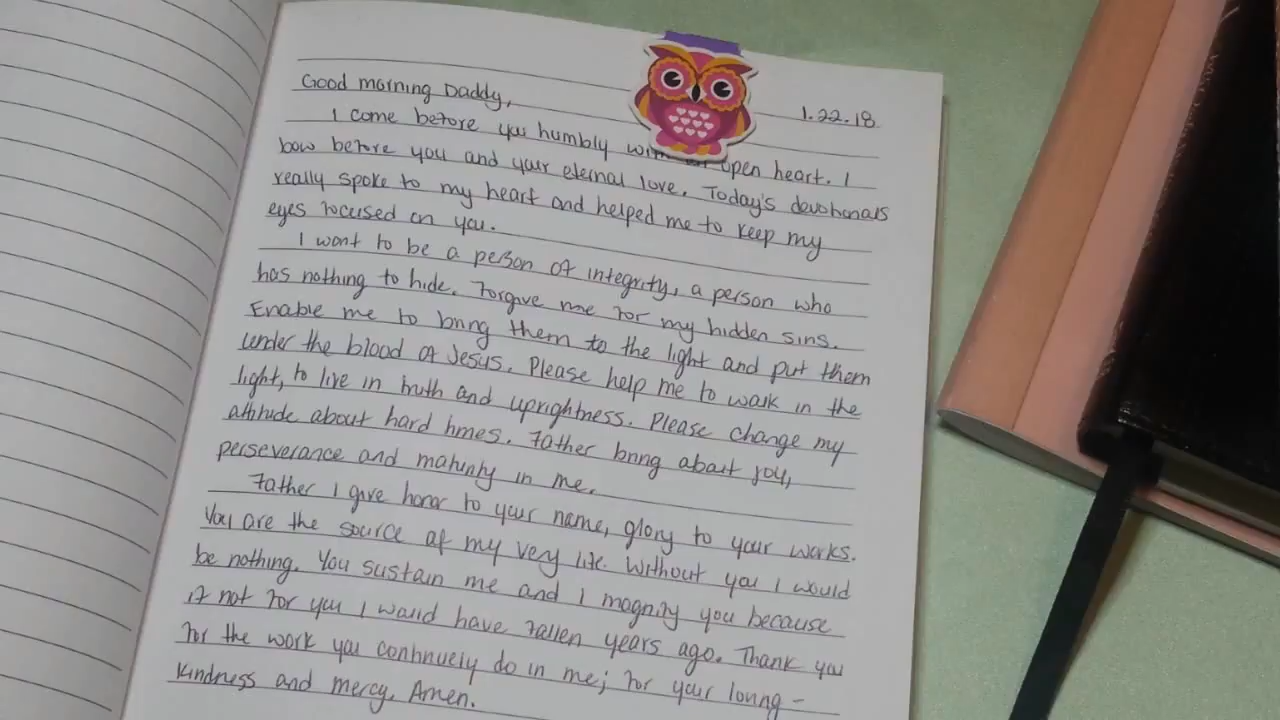 Good morning Daddy,
1.22.18
I come before you humbly with an open heart. I
bow before you and your eternal love. Today's devotionals
really spoke to my heart and helped me to keep my
eyes focused on you.
I want to be a person of integrity, a person who
has nothing to hide. Forgive me for my hidden sins.
Enable me to bring them to the light and put them
under the blood of Jesus. Please help me to walk in the
light, to live in truth and uprightness. Please change my
attitude about hard times. Father bring about joy,
perseverance and maturity in me.
Father I give honor to your name, glory to your works.
You are the source of my very life. Without you I would
be nothing. You sustain me and I magnify you because
if not for you I would have fallen years ago. Thank you
for the work you continuely do in me; for your loving-
kindness and mercy. Amen.